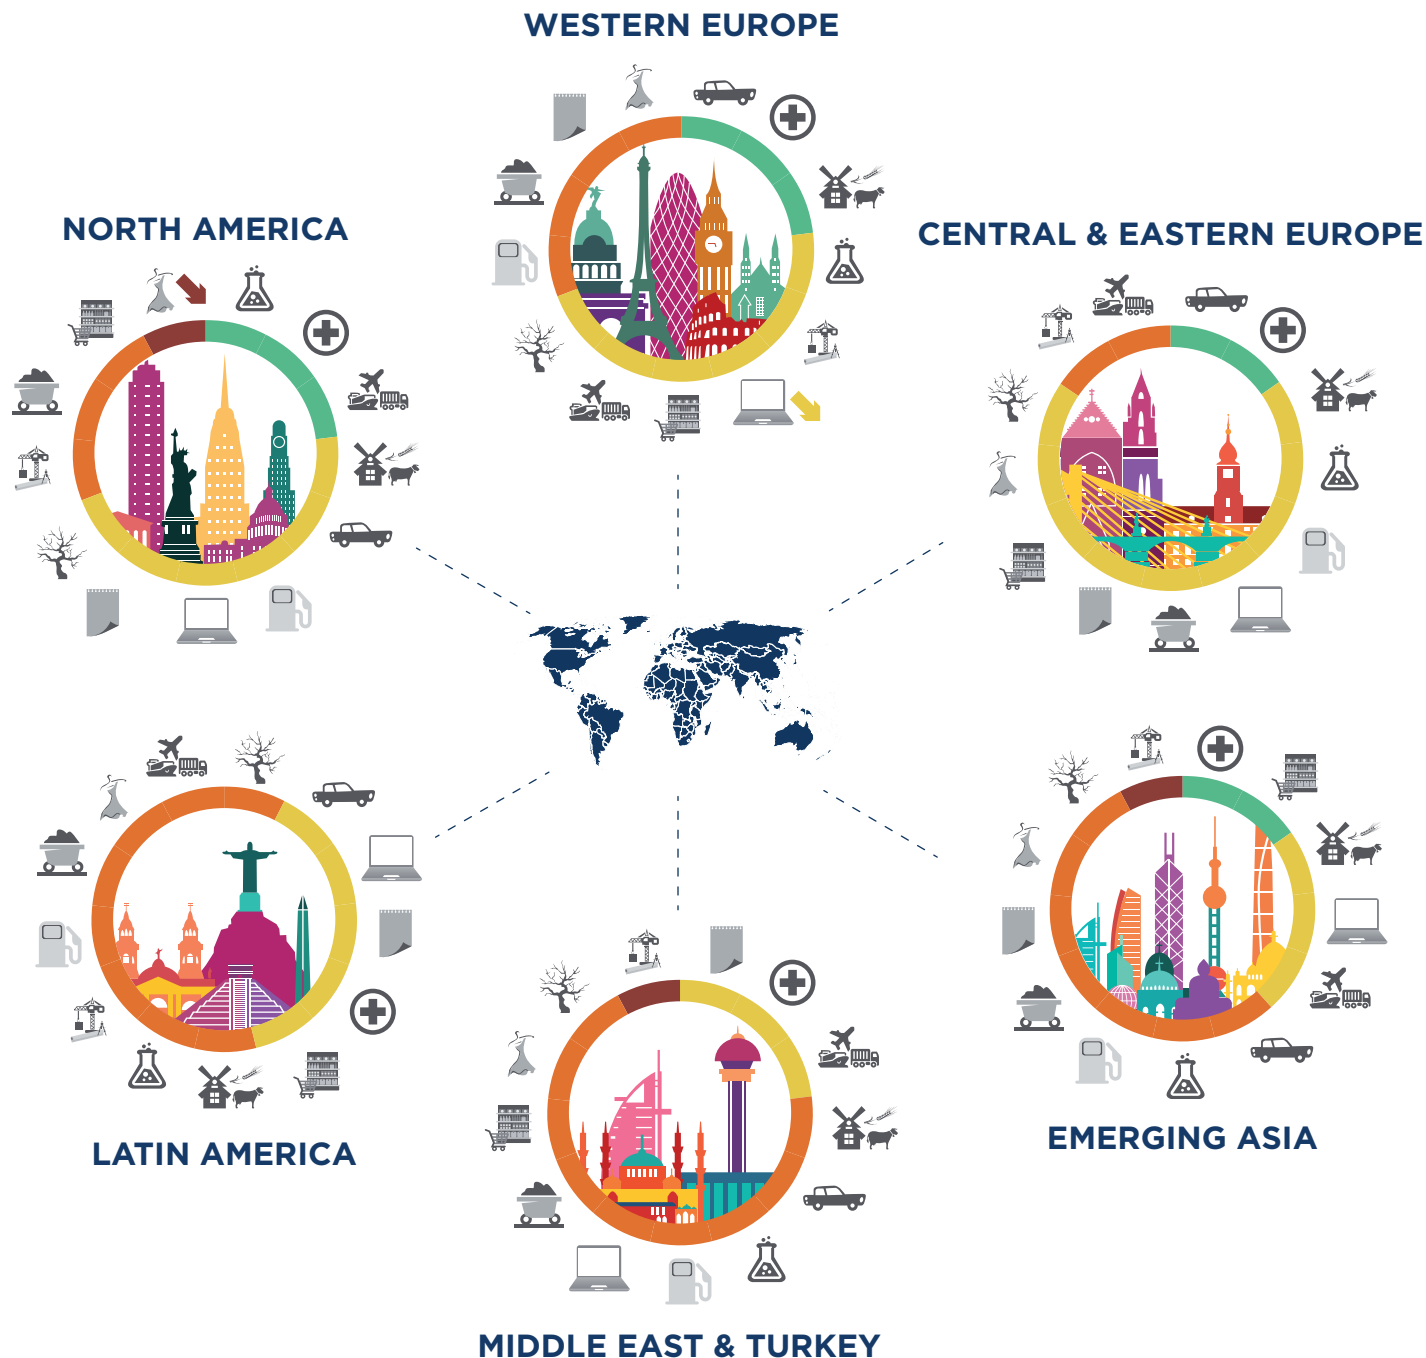 WESTERN EUROPE
NORTH AMERICA
CENTRAL & EASTERN EUROPE
LATIN AMERICA
EMERGING ASIA
MIDDLE EAST & TURKEY